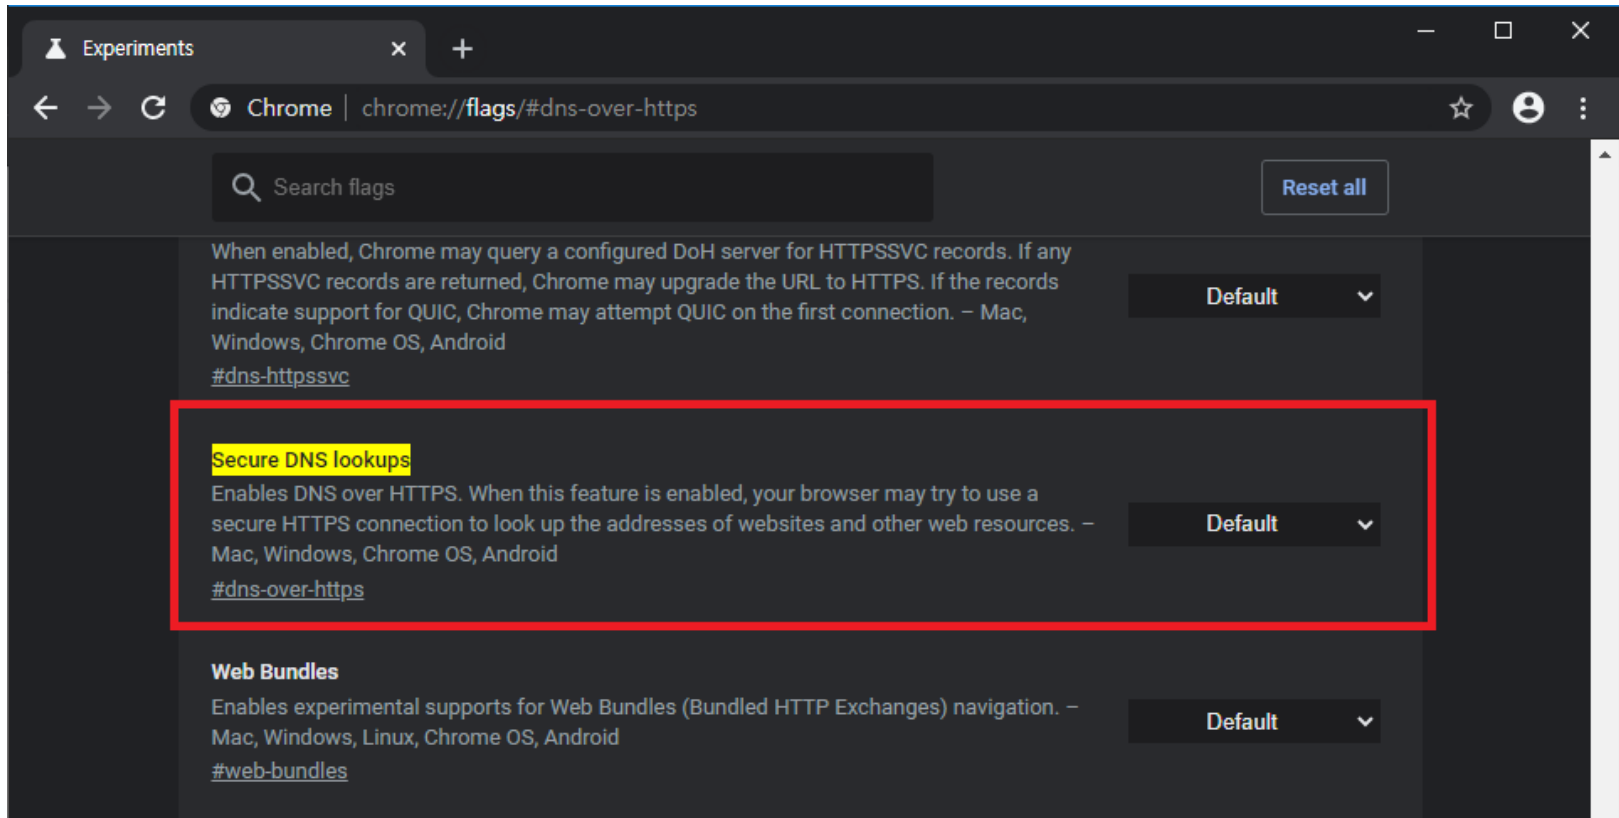 Experiments
Chrome chrome://flags/#dns-over-https
Search flags
Reset all
When enabled, Chrome may query a configured DoH server for HTTPSSVC records. If any
HTTPSSVC records are returned, Chrome may upgrade the URL to HTTPS. If the records
indicate support for QUIC, Chrome may attempt QUIC on the first connection. – Mac,
Windows, Chrome OS, Android
#dns-httpssvc
Default
Secure DNS lookups
Enables DNS over HTTPS. When this feature is enabled, your browser may try to use a
secure HTTPS connection to look up the addresses of websites and other web resources. –
Mac, Windows, Chrome OS, Android
#dns-over-https
Default
Web Bundles
Enables experimental supports for Web Bundles (Bundled HTTP Exchanges) navigation. –
Mac, Windows, Linux, Chrome OS, Android
#web-bundles
Default